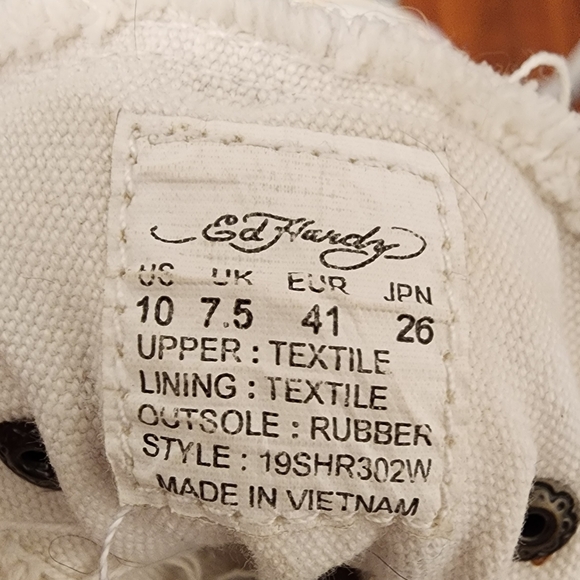 Ed Hardy
US UK EUR JPN
10 7.5 41 26
UPPER : TEXTILE
LINING : TEXTILE
OUTSOLE : RUBBER
STYLE : 19SHR302W
MADE IN VIETNAM